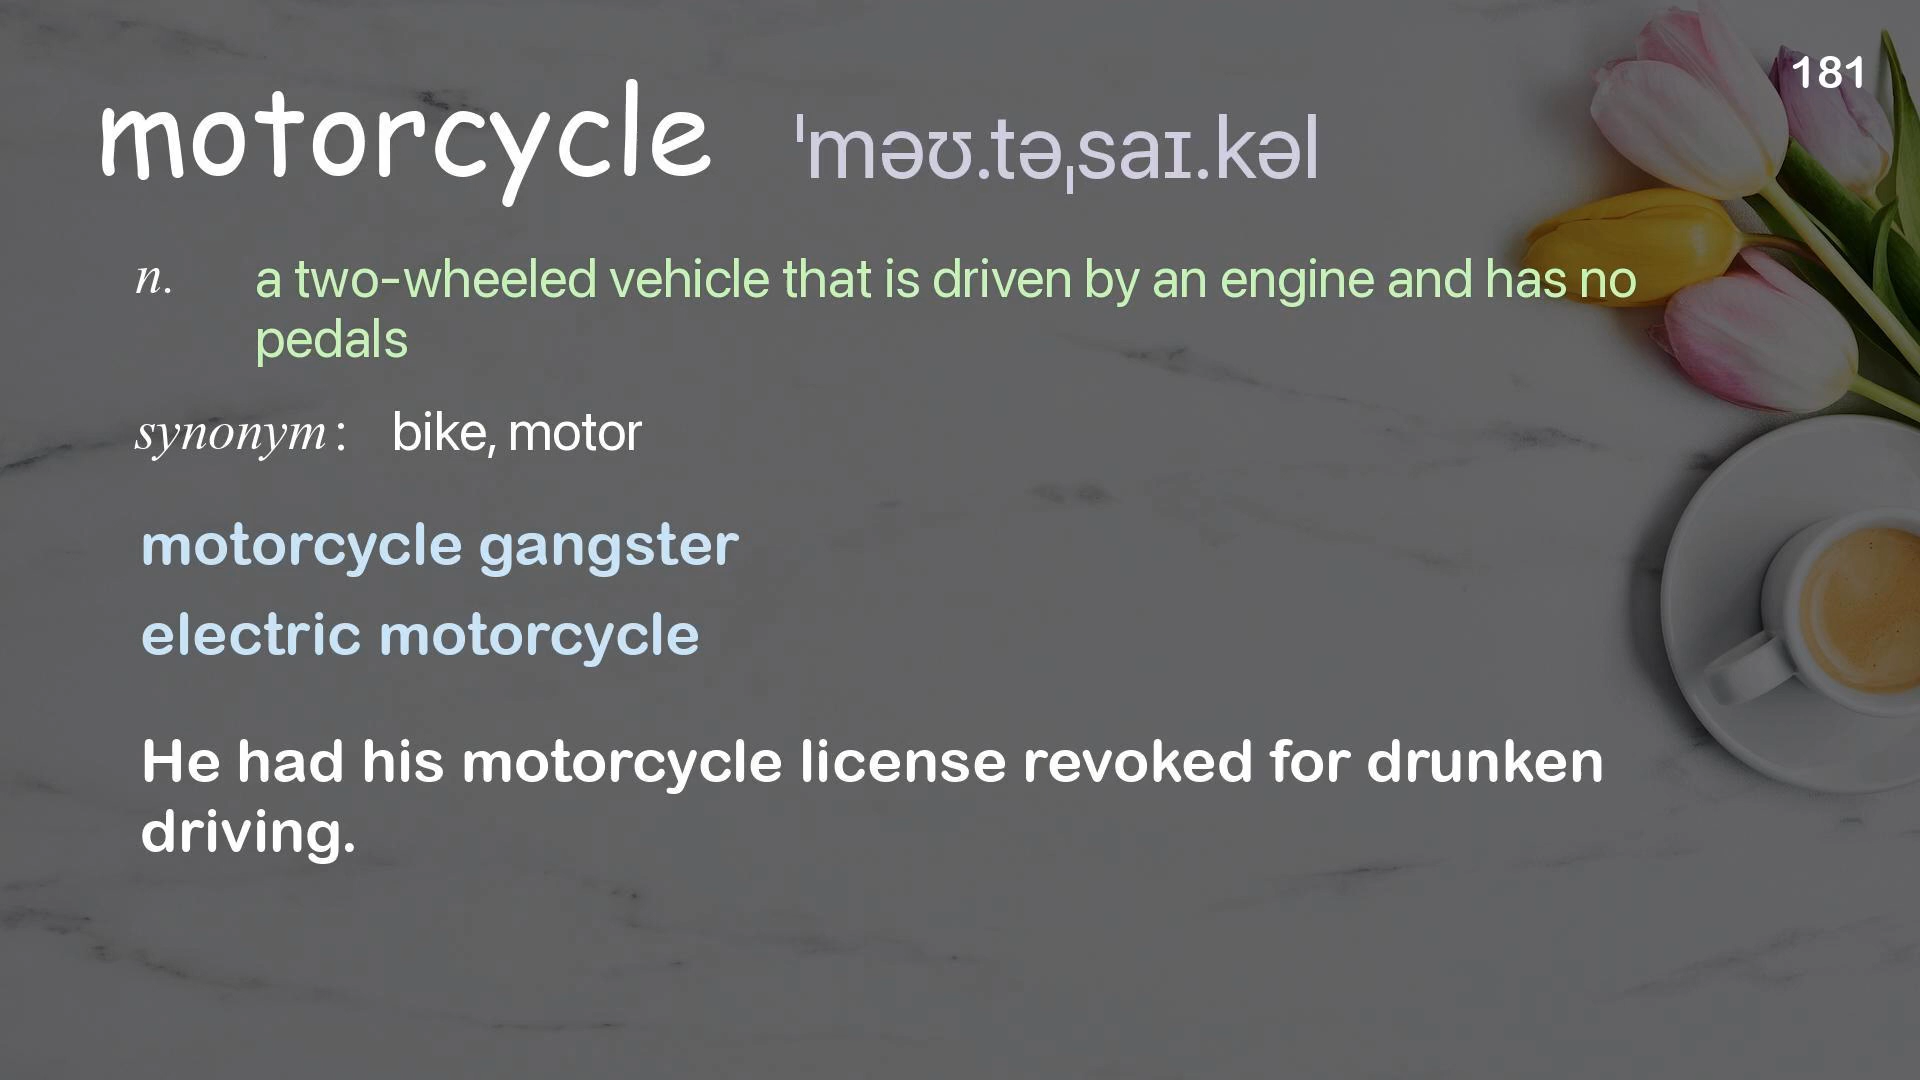 181
motorcycle ˈməʊ.təˌsaɪ.kəl
n. a two-wheeled vehicle that is driven by an engine and has no
pedals
synonym: bike, motor
motorcycle gangster
electric motorcycle
He had his motorcycle license revoked for drunken
driving.